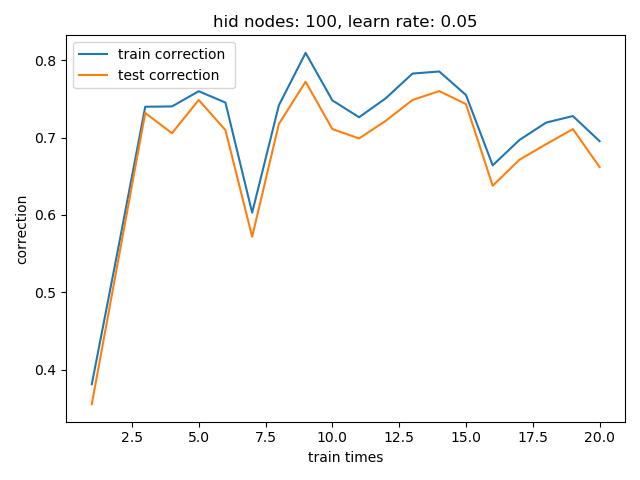 hid nodes: 100, learn rate: 0.05
train correction
test correction
correction
0.8
0.7
0.6
0.5
0.4
2.5 5.0 7.5 10.0 12.5 15.0 17.5 20.0
train times